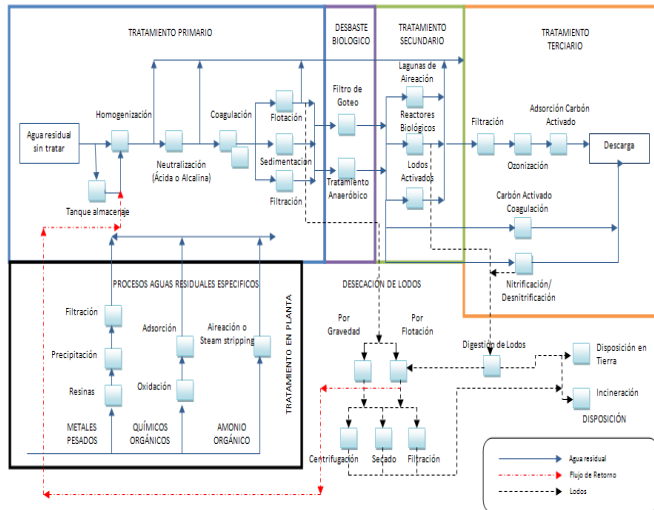 TRATAMIENTO PRIMARIO
DESBASTE
BIOLOGICO
TRATAMIENTO
SECUNDARIO
TRATAMIENTO
TERCIARIO
Agua residual
sin tratar
Homogenización
Tanque almacenaje
Neutralización
(Ácida o Alcalina)
Coagulación
Flotación
Sedimentacion
Filtración
Filtro de
Goteo
Tratamiento
Anaeróbico
Lagunas de
Aireación
Reactores
Biológicos
Lodos
Activados
Filtración
Ozonización
Adsorción Carbón
Activado
Descarga
Carbón Activado
Coagulación
Nitrificación/
Desnitrificación
PROCESOS AGUAS RESIDUALES ESPECIFICOS
TRATAMIENTO EN PLANTA
Filtración
Precipitación
Resinas
METALES
PESADOS
Adsorción
Oxidación
QUÍMICOS
ORGÁNICOS
Aireación o
Steam stripping
AMONIO
ORGÁNICO
DESECACION DE LODOS
Por
Gravedad
Por
Flotación
Centrifugación
Secado
Filtración
Digestión de Lodos
Disposición en
Tierra
Incineración
DISPOSICIÓN
Agua residual
Flujo de Retorno
Lodos